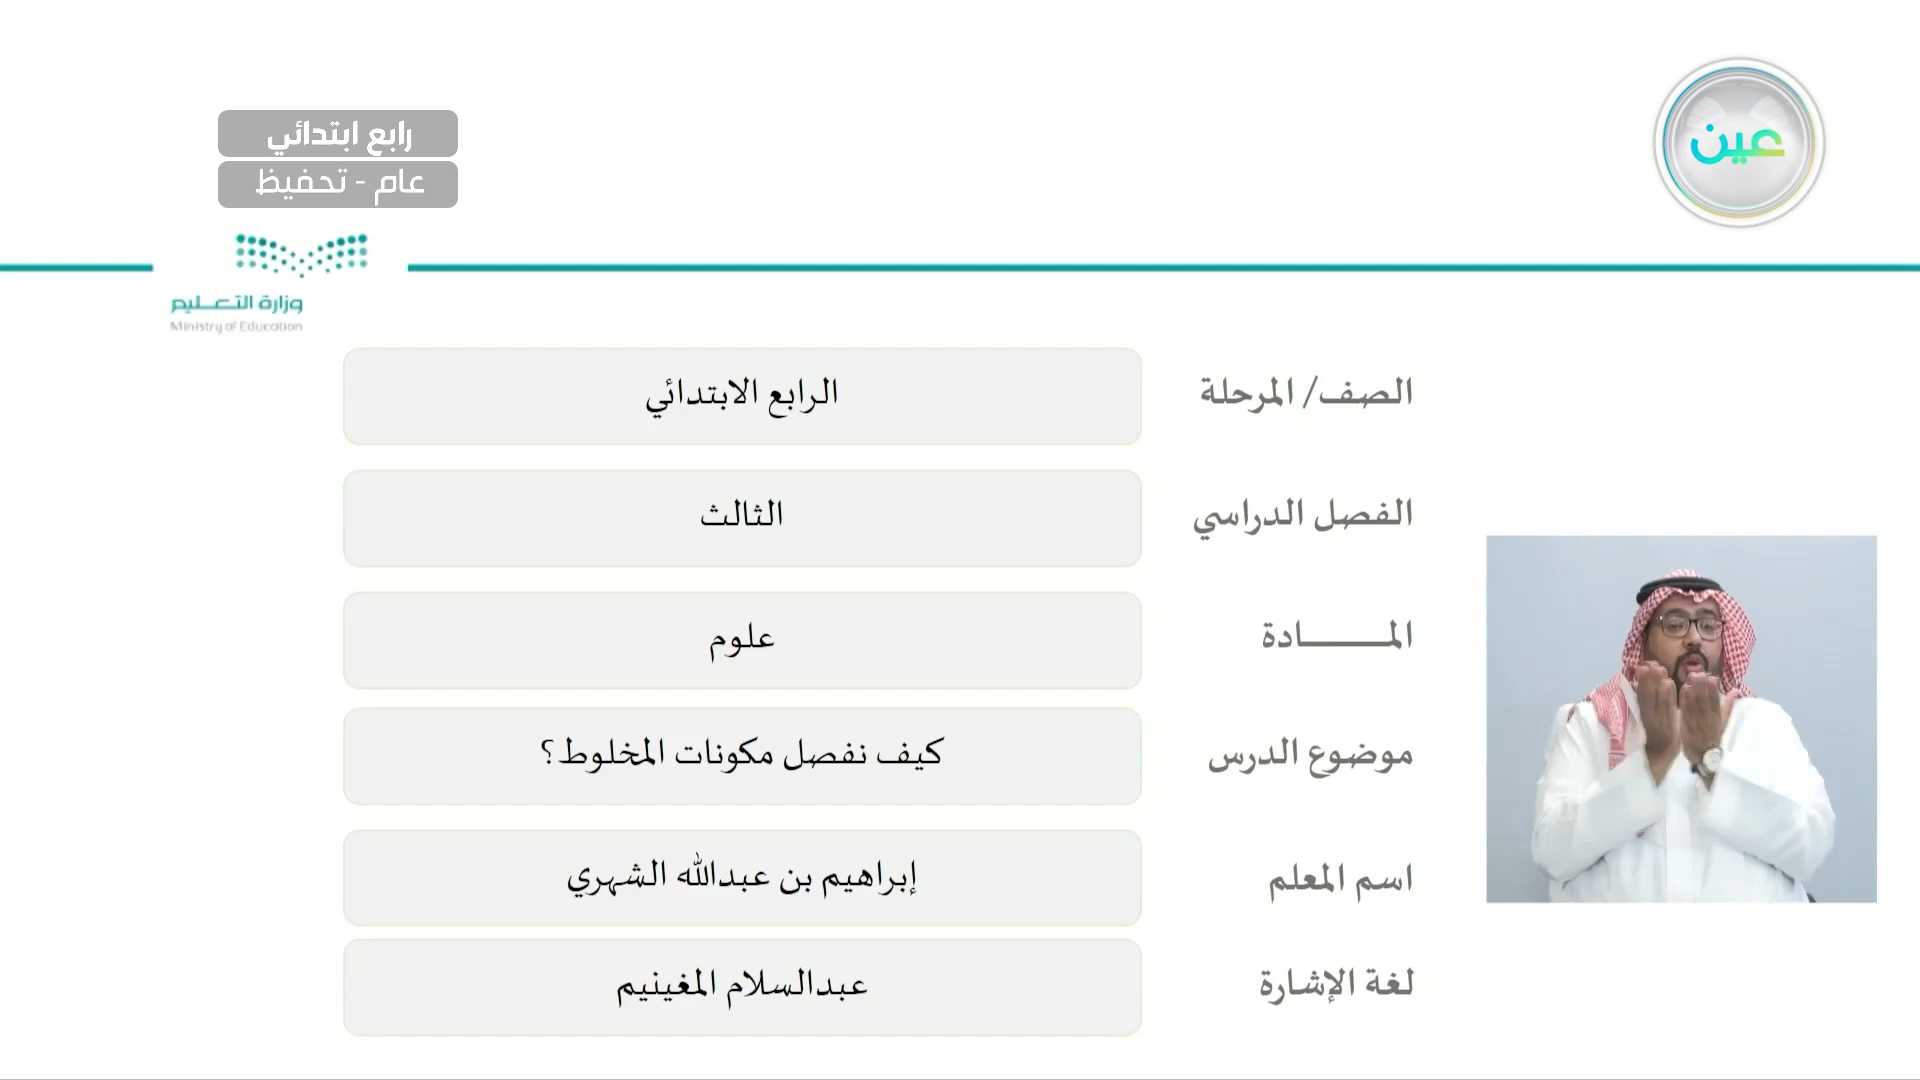 عين
رابع ابتدائي
عام - تحفيظ
وزارة التعليم
Ministry of Education
الصف/ المرحلة
الرابع الابتدائي
الفصل الدراسي
الثالث
المــــــادة
علوم
موضوع الدرس
كيف نفصل مكونات المخلوط؟
اسم المعلم
إبراهيم بن عبدالله الشهري
لغة الإشارة
عبدالسلام المغينيم